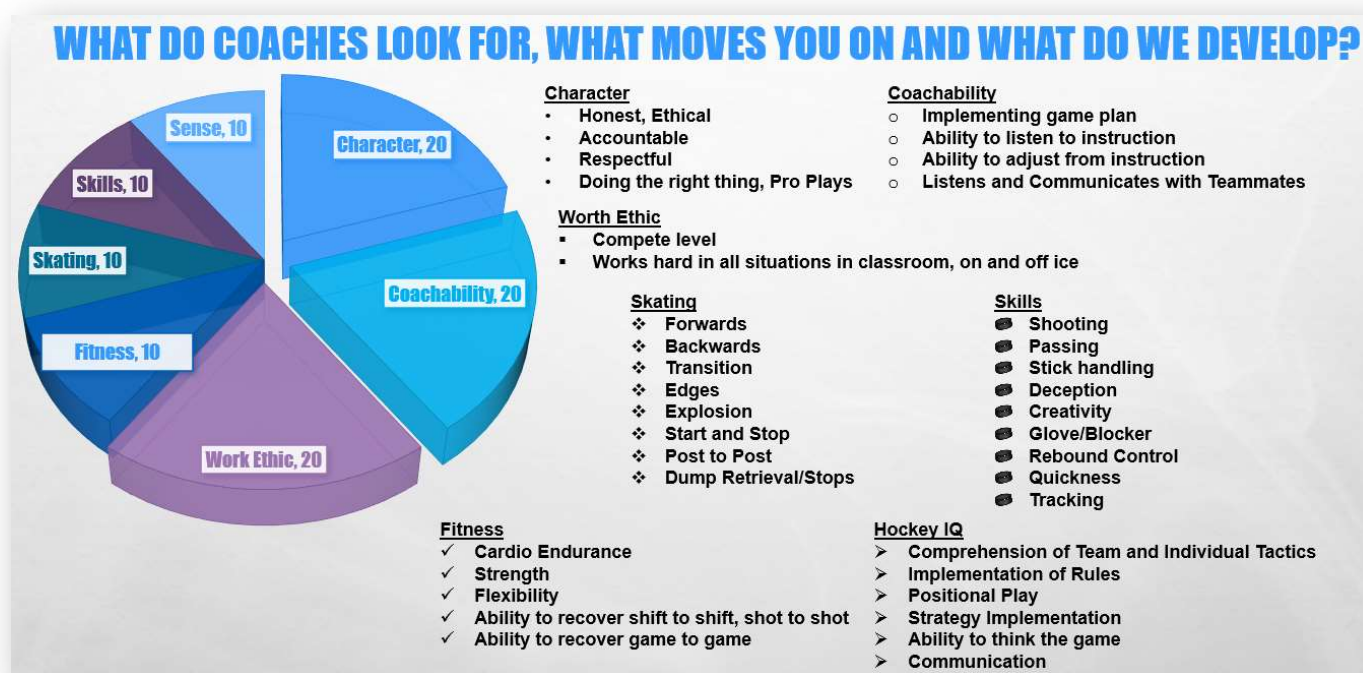 WHAT DO COACHES LOOK FOR, WHAT MOVES YOU ON AND WHAT DO WE DEVELOP?
Sense, 10
Character, 20
Skills, 10
Skating, 10
Coachability, 20
Fitness, 10
Work Ethic, 20
Character
• Honest, Ethical
• Accountable
• Respectful
• Doing the right thing, Pro Plays
Coachability
o Implementing game plan
o Ability to listen to instruction
o Ability to adjust from instruction
o Listens and Communicates with Teammates
Worth Ethic
▪ Compete level
▪ Works hard in all situations in classroom, on and off ice
Skating
❖ Forwards
❖ Backwards
❖ Transition
❖ Edges
❖ Explosion
❖ Start and Stop
❖ Post to Post
❖ Dump Retrieval/Stops
Skills
Shooting
Passing
Stick handling
Deception
Creativity
Glove/Blocker
Rebound Control
Quickness
Tracking
Fitness
✓ Cardio Endurance
✓ Strength
✓ Flexibility
✓ Ability to recover shift to shift, shot to shot
✓ Ability to recover game to game
Hockey IQ
➢ Comprehension of Team and Individual Tactics
➢ Implementation of Rules
➢ Positional Play
➢ Strategy Implementation
➢ Ability to think the game
➢ Communication